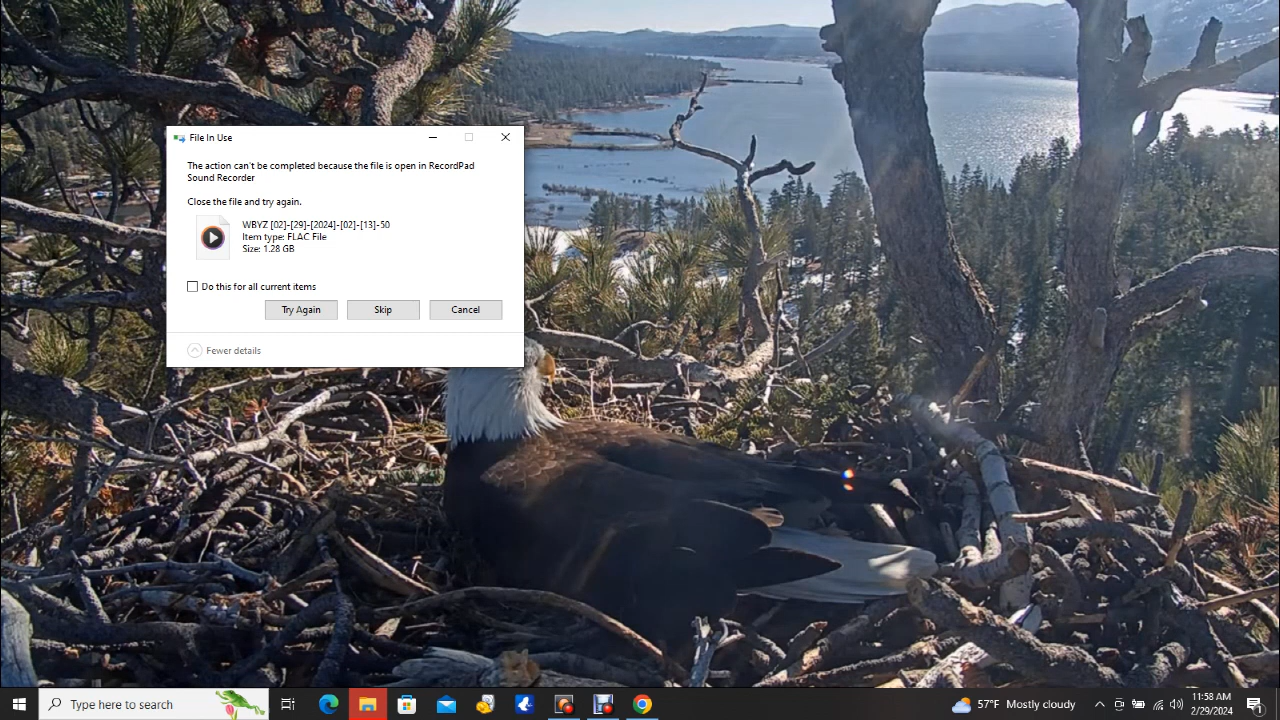 File In Use
The action can't be completed because the file is open in RecordPad
Sound Recorder
Close the file and try again.
WBYZ [02]-[29]-[2024]-[02]-[13]-50
Item type: FLAC File
Size: 1.28 GB
Do this for all current items
Try Again Skip Cancel
Fewer details
Type here to search
57°F Mostly cloudy
11:58 AM
2/29/2024
1